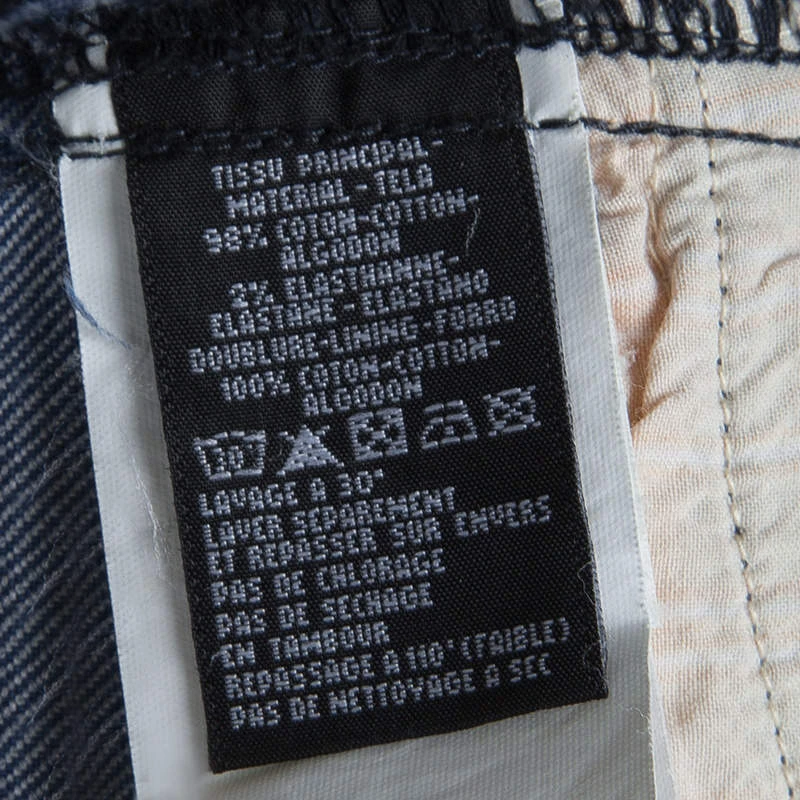 TISSU PRINCIPAL-
MATERIAL-TELA
98% COTON-COTTON-
ALGODON
2% ELASTHANNE-
ELASTANE-ELASTANO
DOUBLURE-LINING-FORRO
100% COTON-COTTON-
ALGODON
30°
LAVAGE A 30°
LAVER SEPAREMENT
ET REPASSER SUR ENVERS
PAS DE CHLORAGE
PAS DE SECHAGE
EN TAMBOUR
REPASSAGE A 110°(FAIBLE)
PAS DE NETTOYAGE A SEC